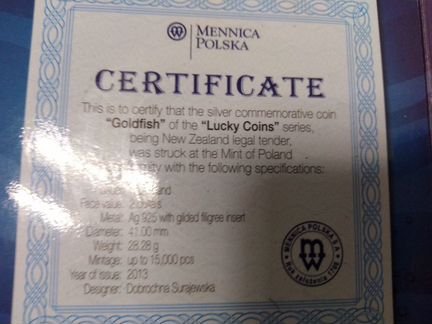 MENNICA
POLSKA
CERTIFICATE
This is to certify that the silver commemorative coin
"Goldfish" of the "Lucky Coins" series,
being New Zealand legal tender,
was struck at the Mint of Poland
with the following specifications:
Face value: 2
Metal: Ag 925 with gilded filigree insert
Diameter: 41.00 mm
Weight: 28.28 g
Mintage: up to 15,000 pcs
Year of issue: 2013
Designer: Dobrochna Surajewska
MENNICA POLSKA S.A.
Rok założenia 1766